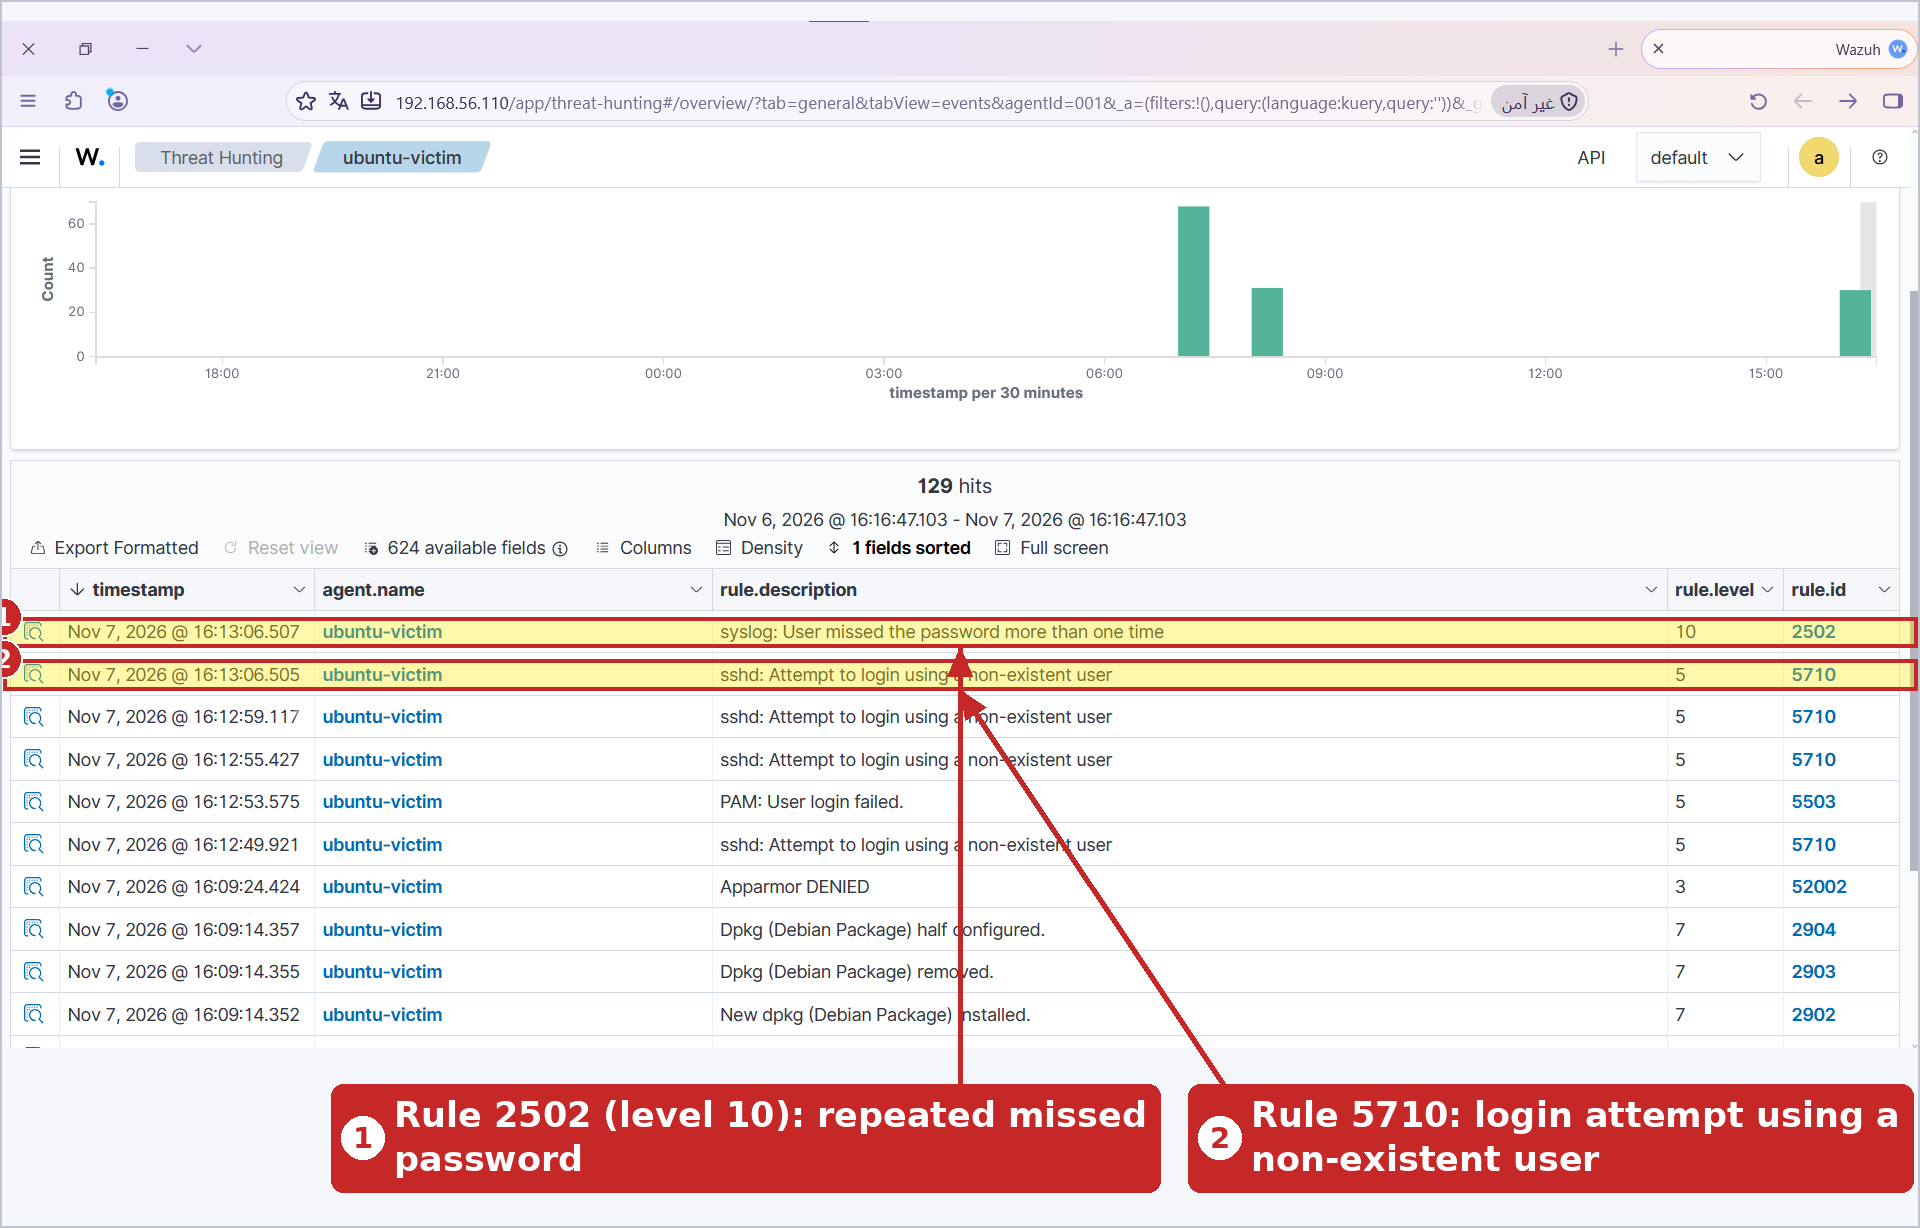 Wazuh
192.168.56.110/app/threat-hunting#/overview/?tab=general&tabView=events&agentId=001&_a=(filters:!(),query:(language:kuery,query:''))&_g
غير آمن
W.
Threat Hunting
ubuntu-victim
API
default
a
60
40
20
0
Count
18:00
21:00
00:00
03:00
06:00
09:00
12:00
15:00
timestamp per 30 minutes
129 hits
Nov 6, 2026 @ 16:16:47.103 - Nov 7, 2026 @ 16:16:47.103
Export Formatted Reset view 624 available fields Columns Density 1 fields sorted Full screen
timestamp agent.name rule.description rule.level rule.id
1
Nov 7, 2026 @ 16:13:06.507 ubuntu-victim syslog: User missed the password more than one time 10 2502
2
Nov 7, 2026 @ 16:13:06.505 ubuntu-victim sshd: Attempt to login using a non-existent user 5 5710
Nov 7, 2026 @ 16:12:59.117 ubuntu-victim sshd: Attempt to login using a non-existent user 5 5710
Nov 7, 2026 @ 16:12:55.427 ubuntu-victim sshd: Attempt to login using a non-existent user 5 5710
Nov 7, 2026 @ 16:12:53.575 ubuntu-victim PAM: User login failed. 5 5503
Nov 7, 2026 @ 16:12:49.921 ubuntu-victim sshd: Attempt to login using a non-existent user 5 5710
Nov 7, 2026 @ 16:09:24.424 ubuntu-victim Apparmor DENIED 3 52002
Nov 7, 2026 @ 16:09:14.357 ubuntu-victim Dpkg (Debian Package) half configured. 7 2904
Nov 7, 2026 @ 16:09:14.355 ubuntu-victim Dpkg (Debian Package) removed. 7 2903
Nov 7, 2026 @ 16:09:14.352 ubuntu-victim New dpkg (Debian Package) installed. 7 2902
1 Rule 2502 (level 10): repeated missed
password
2 Rule 5710: login attempt using a
non-existent user